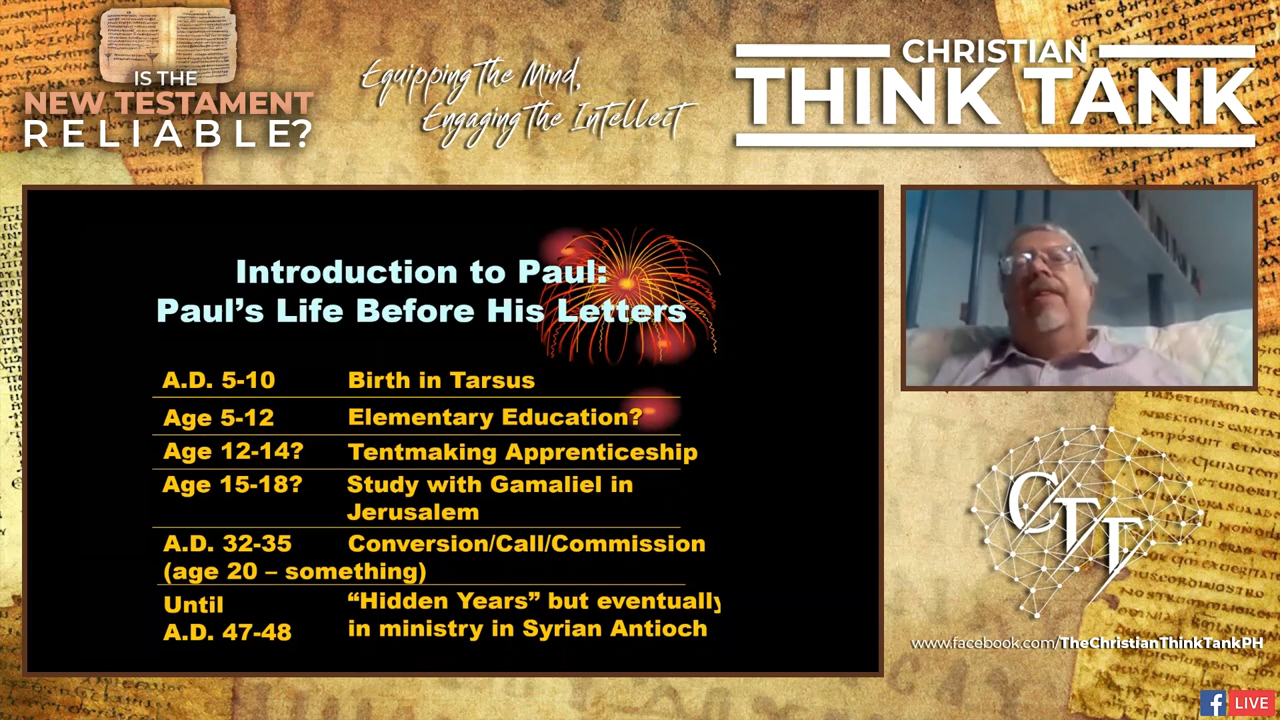 IS THE
NEW TESTAMENT
RELIABLE?
Equipping The Mind,
Engaging The Intellect
CHRISTIAN
THINK TANK
Introduction to Paul:
Paul's Life Before His Letters
A.D. 5-10 Birth in Tarsus
Age 5-12 Elementary Education?
Age 12-14? Tentmaking Apprenticeship
Age 15-18? Study with Gamaliel in
Jerusalem
A.D. 32-35 Conversion/Call/Commission
(age 20 – something)
Until “Hidden Years” but eventually
A.D. 47-48 in ministry in Syrian Antioch
CTT
www.facebook.com/TheChristianThinkTankPH
f LIVE